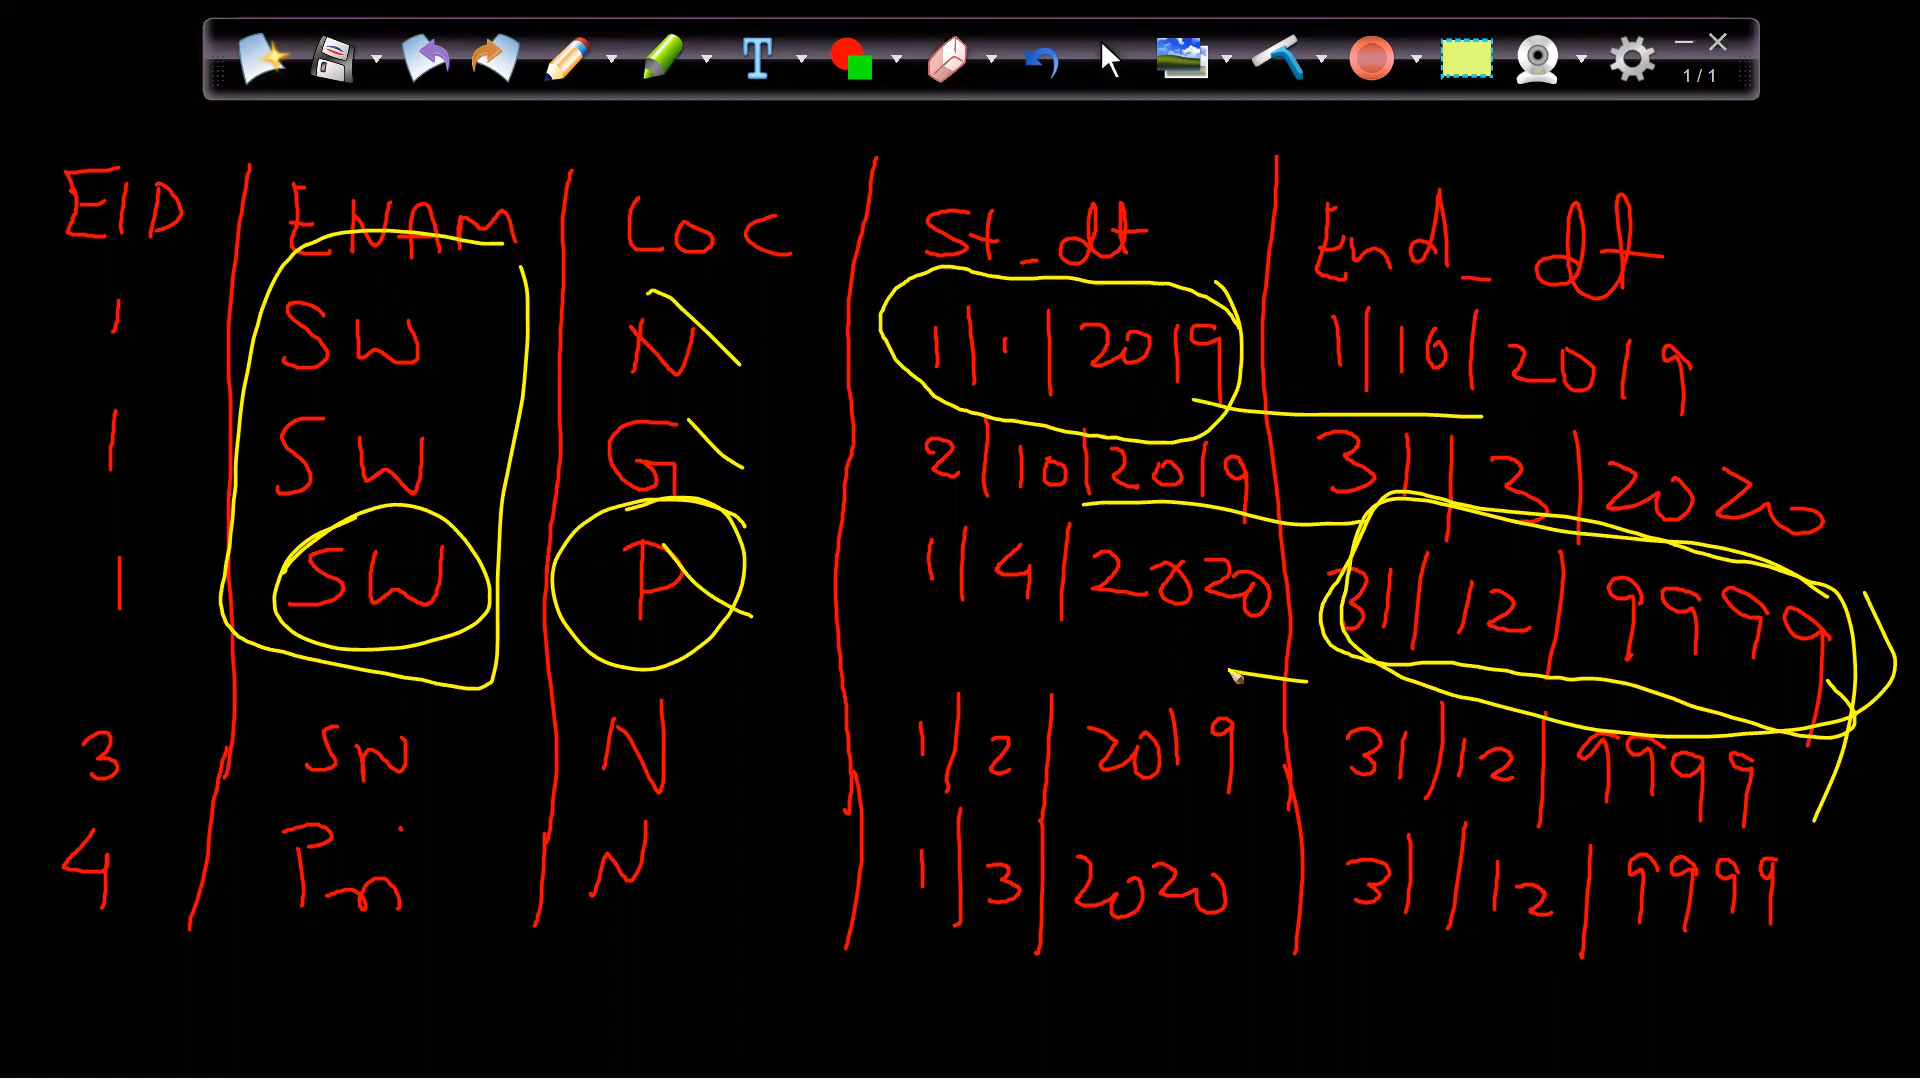 1 / 1
EID ENAM LOC St_dt End_dt
1 SW N 1|1|2019 1|10|2019
1 SW G 2|10|2019 31|3|2020
1 SW P 1|4|2020 31|12|9999
3 SN N 1/2|2019 31/12|9999
4 Pri N 1|3|2020 31/12|9999